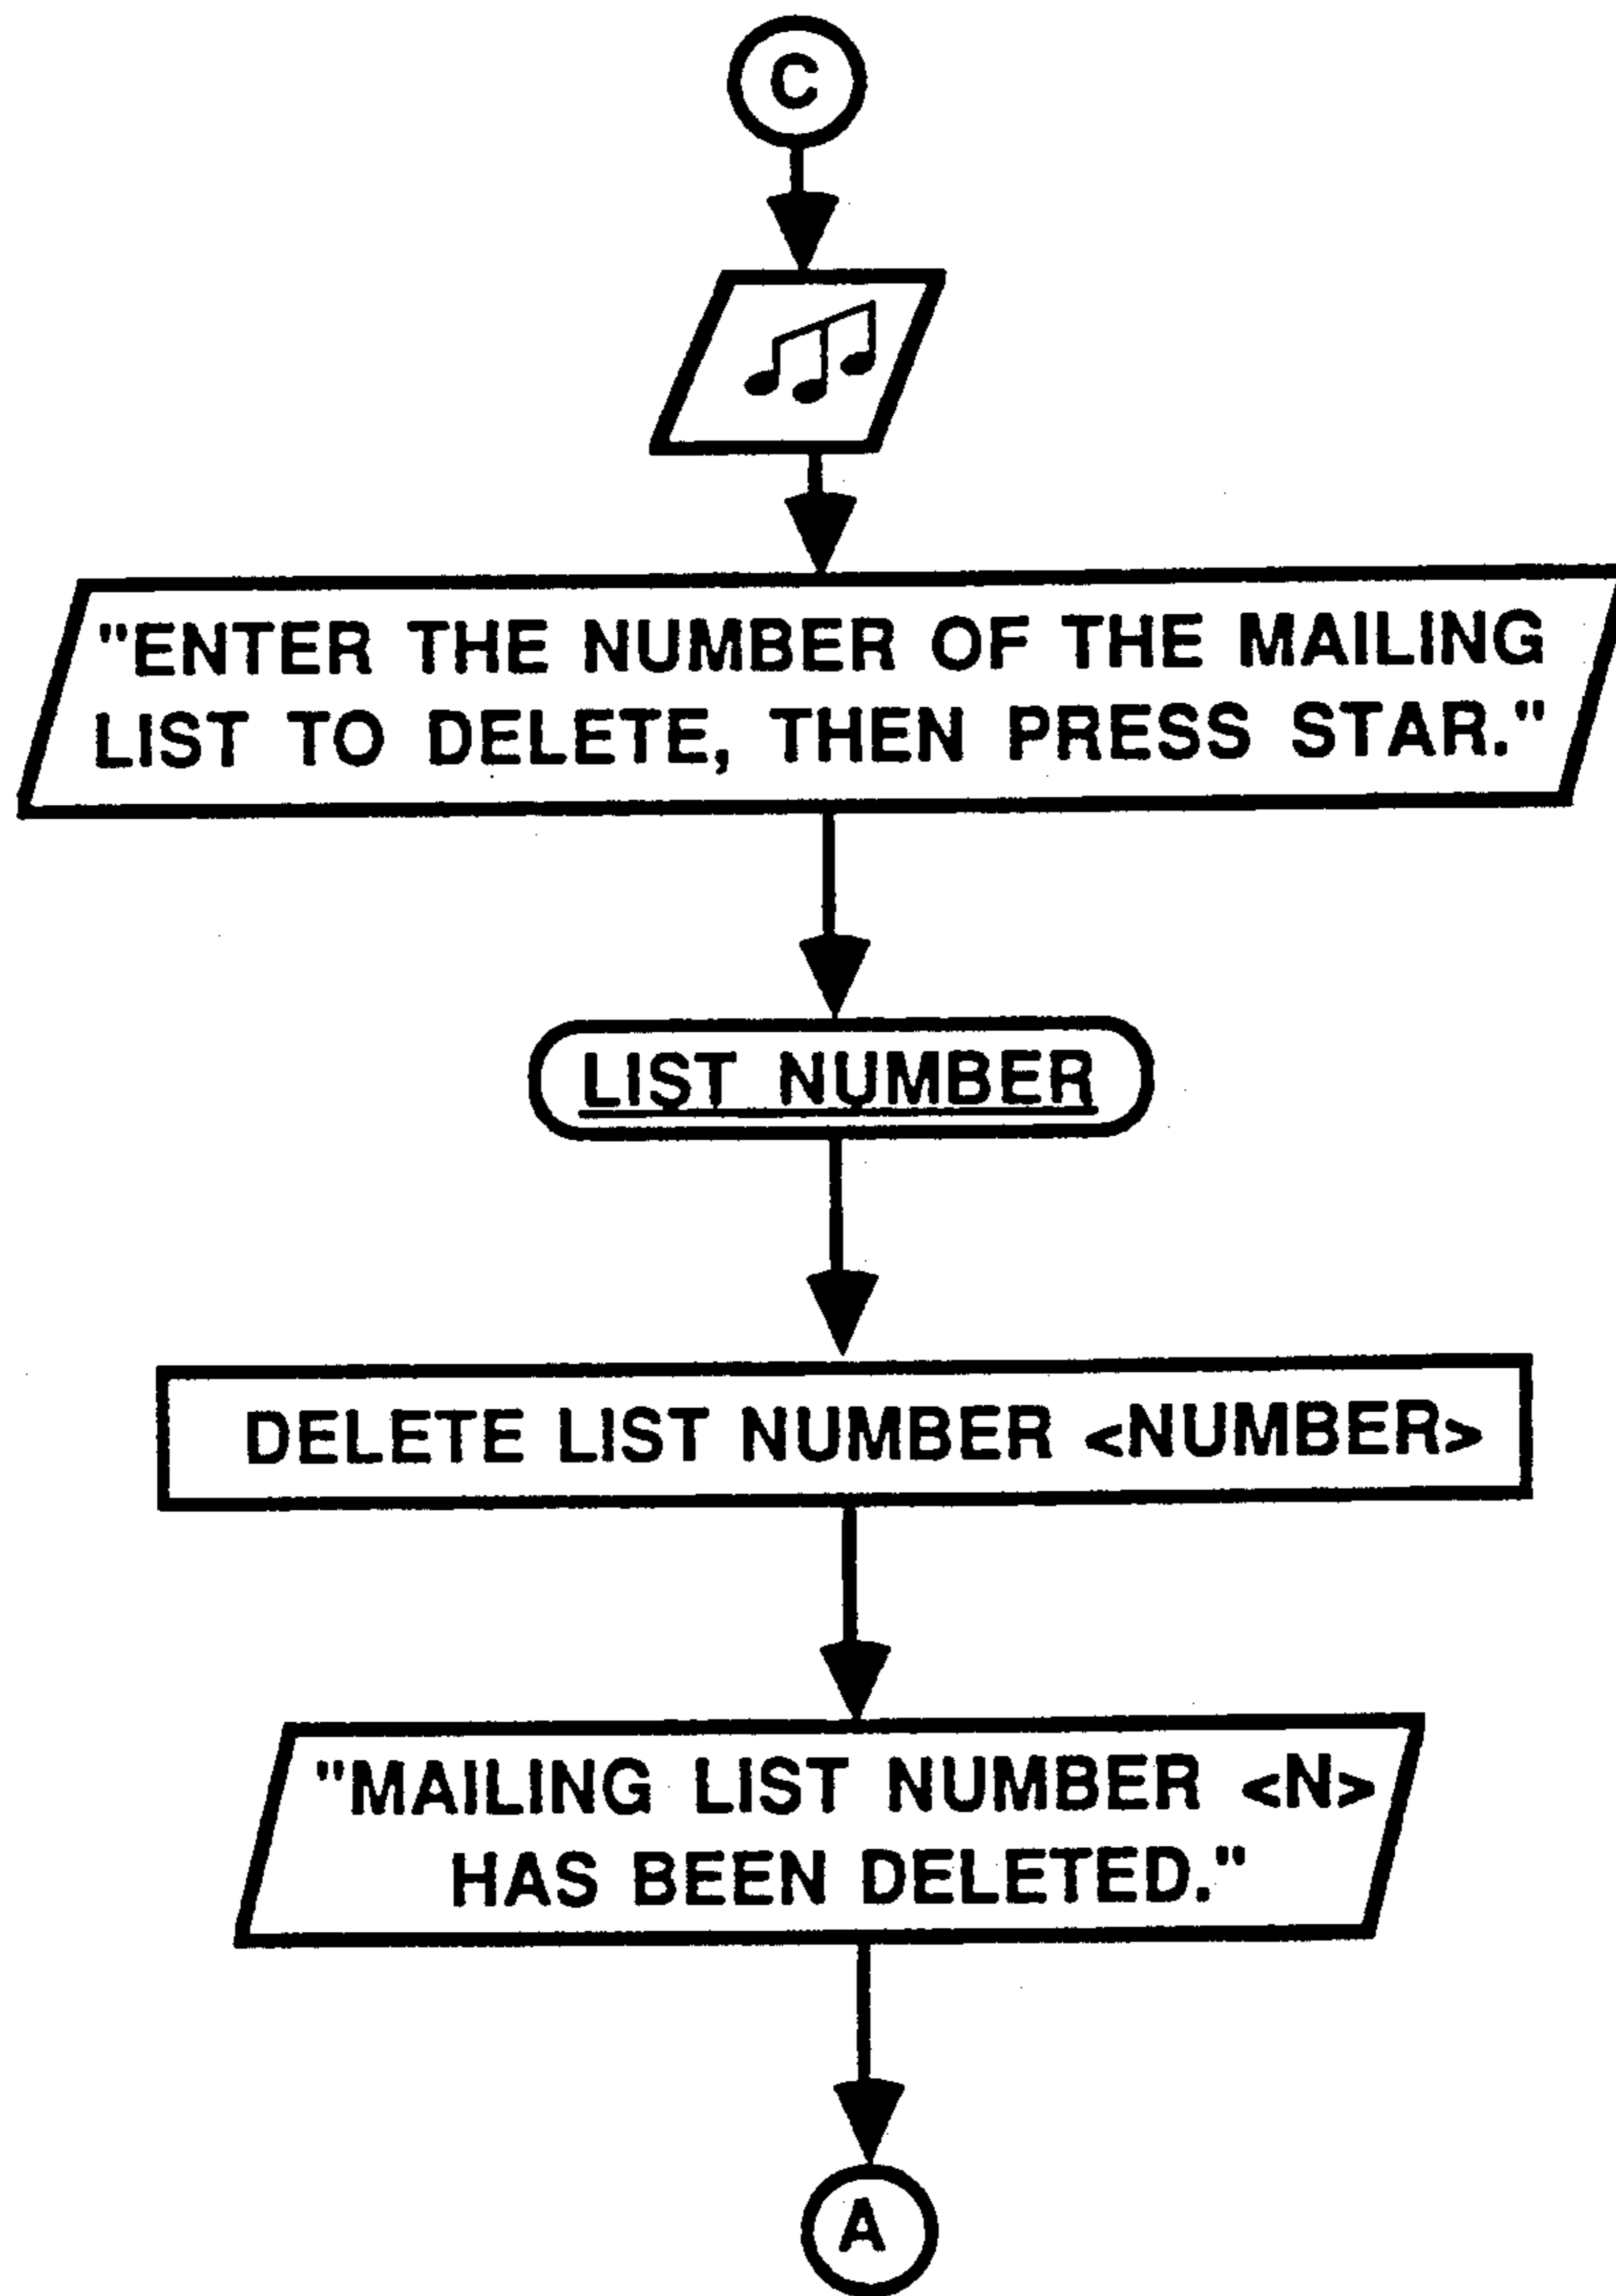 C
"ENTER THE NUMBER OF THE MAILING
LIST TO DELETE, THEN PRESS STAR."
LIST NUMBER
DELETE LIST NUMBER <NUMBER>
"MAILING LIST NUMBER <N>
HAS BEEN DELETED."
A